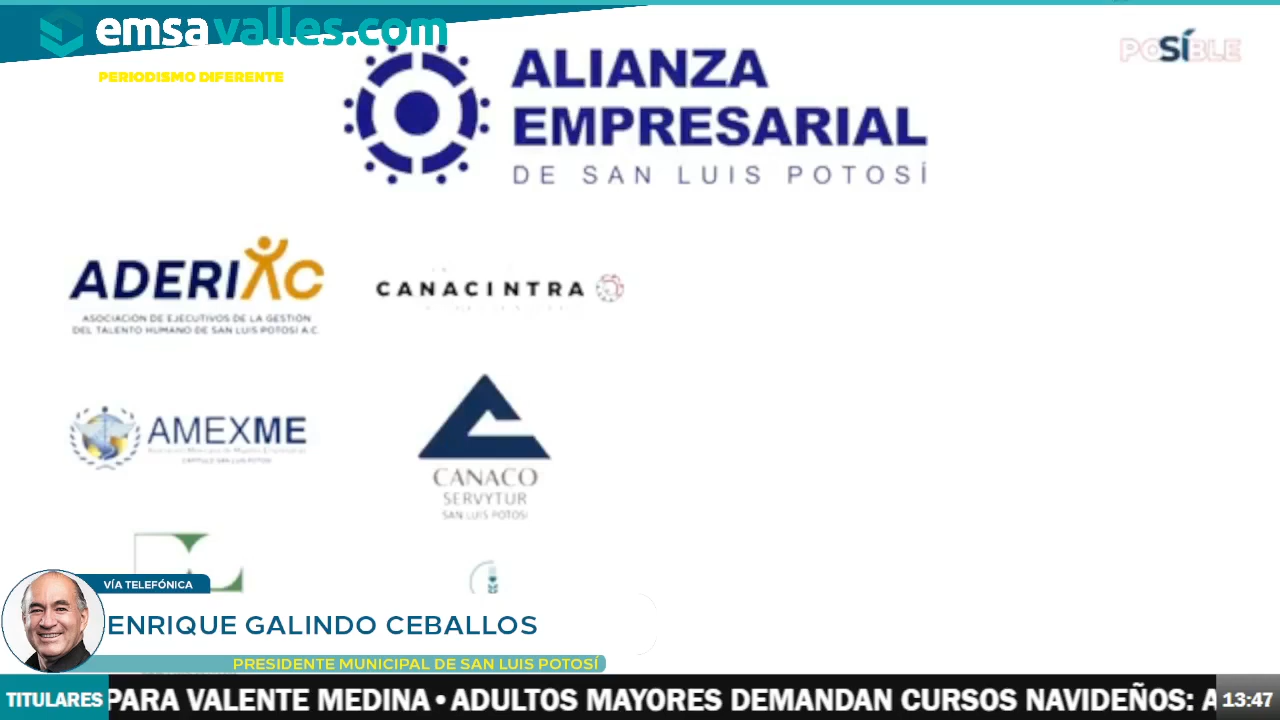 emsavalles.com
PERIODISMO DIFERENTE
POSÍBLE
ALIANZA
EMPRESARIAL
DE SAN LUIS POTOSÍ
ADERIAC
ASOCIACIÓN DE EJECUTIVOS DE LA GESTIÓN
DEL TALENTO HUMANO DE SAN LUIS POTOSÍ A.C.
CANACINTRA
AMEXME
CANACO
SERVYTUR
SAN LUIS POTOSÍ
VÍA TELEFÓNICA
ENRIQUE GALINDO CEBALLOS
PRESIDENTE MUNICIPAL DE SAN LUIS POTOSÍ
TITULARES PARA VALENTE MEDINA • ADULTOS MAYORES DEMANDAN CURSOS NAVIDEÑOS: A 13:47